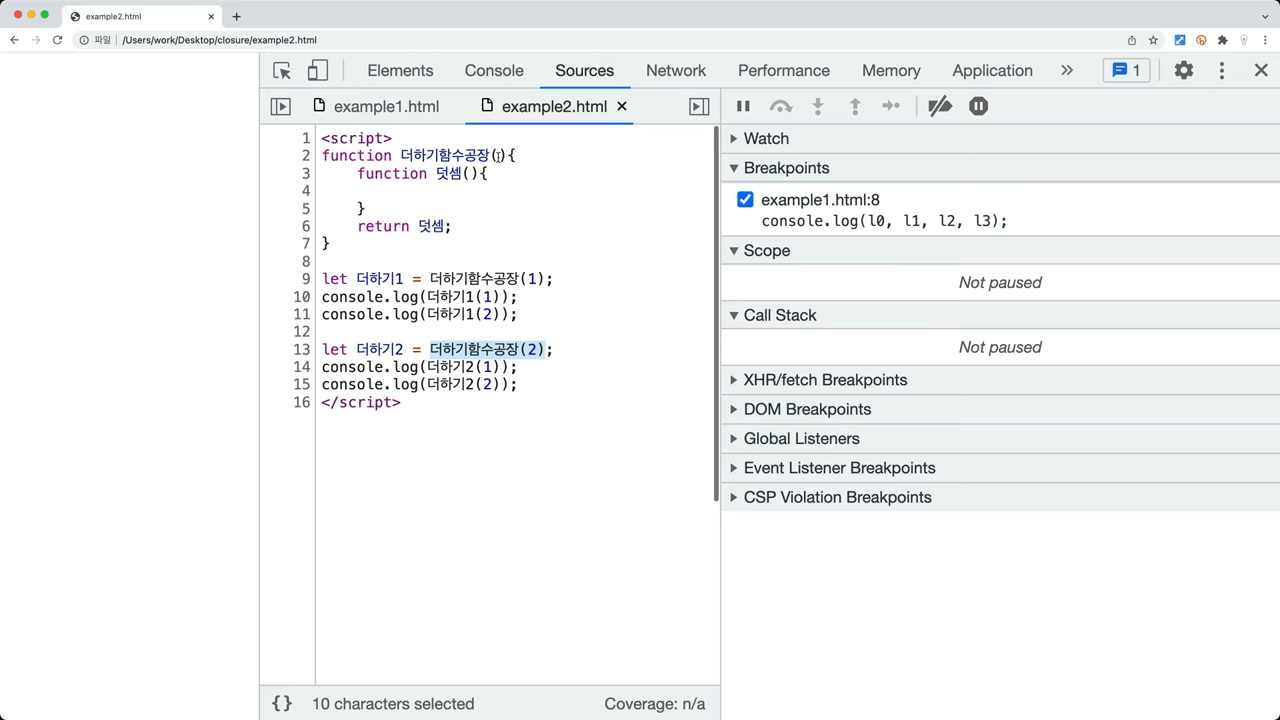 example2.html
파일 /Users/work/Desktop/closure/example2.html
Elements Console Sources Network Performance Memory Application 1
example1.html example2.html
1 <script>
2 function 더하기함수공장(){
3 function 덧셈(){
4
5 }
6 return 덧셈;
7 }
8
9 let 더하기1 = 더하기함수공장(1);
10 console.log(더하기1(1));
11 console.log(더하기1(2));
12
13 let 더하기2 = 더하기함수공장(2);
14 console.log(더하기2(1));
15 console.log(더하기2(2));
16 </script>
{} 10 characters selected Coverage: n/a
Watch
Breakpoints
example1.html:8
console.log(l0, l1, l2, l3);
Scope
Not paused
Call Stack
Not paused
XHR/fetch Breakpoints
DOM Breakpoints
Global Listeners
Event Listener Breakpoints
CSP Violation Breakpoints